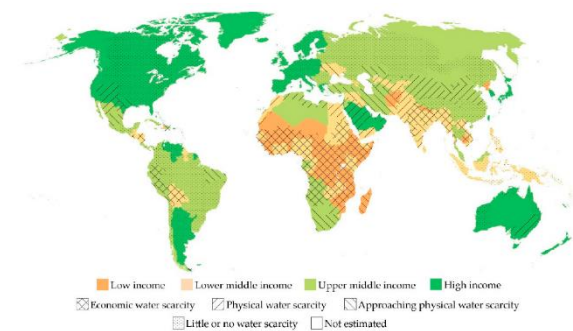 Low income Lower middle income Upper middle income High income
Economic water scarcity Physical water scarcity Approaching physical water scarcity
Little or no water scarcity Not estimated